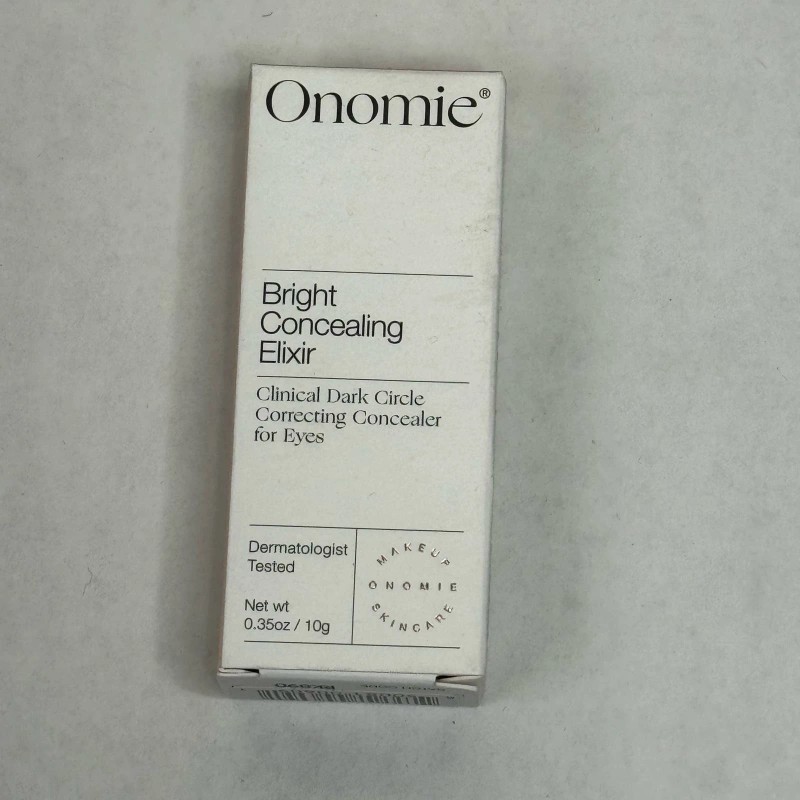 Onomie®
Bright
Concealing
Elixir
Clinical Dark Circle
Correcting Concealer
for Eyes
Dermatologist
Tested
Net wt
0.35oz / 10g
MAKEUP
ONOMIE
SKINCARE